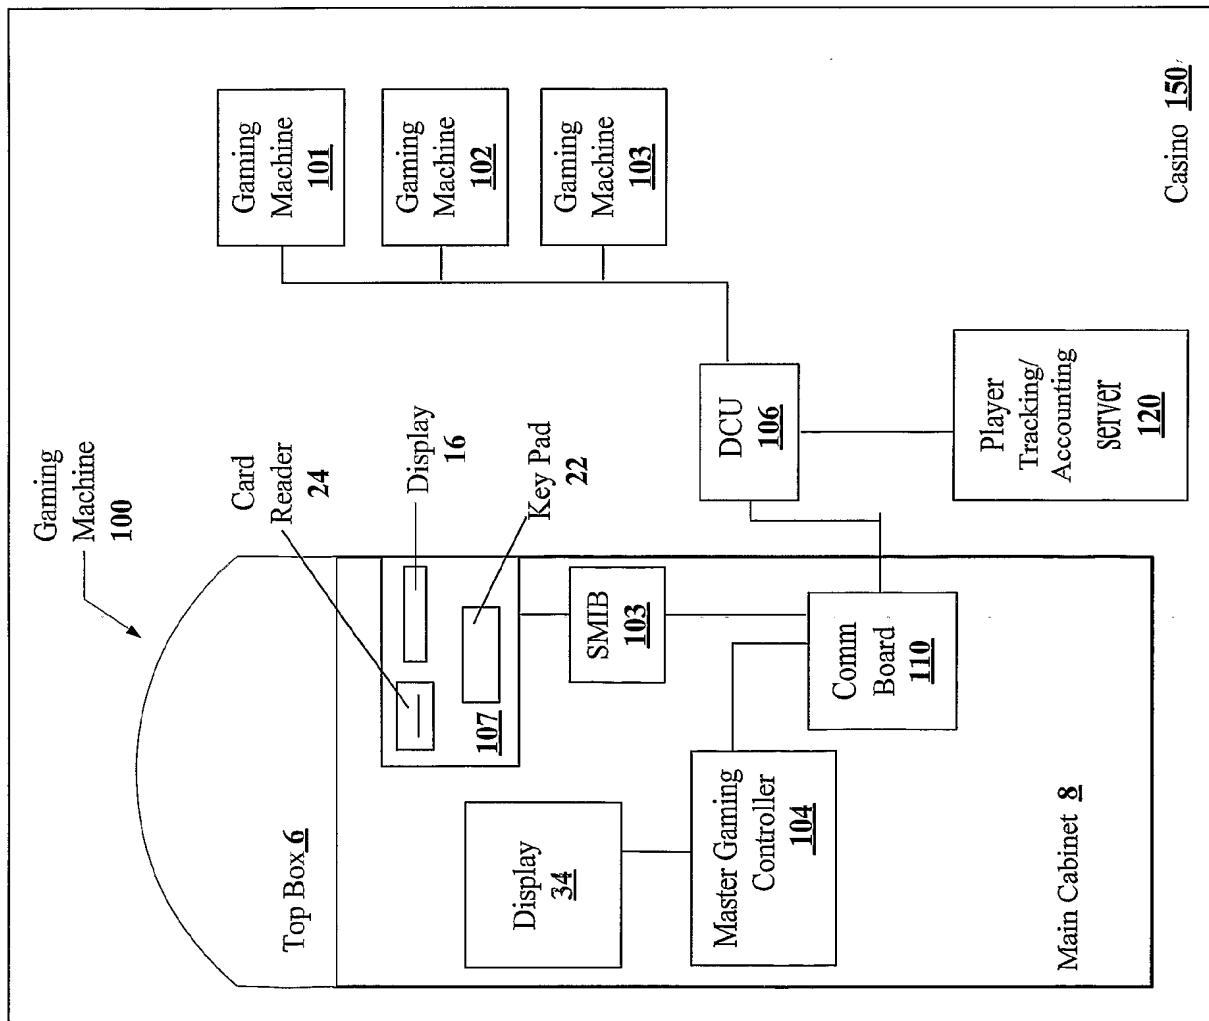 Gaming
Machine
100
Top Box 6
Card
Reader
24
Display
16
Key Pad
22
107
Display
34
SMIB
103
Master Gaming
Controller
104
Comm
Board
110
Main Cabinet 8
Gaming
Machine
101
Gaming
Machine
102
Gaming
Machine
103
DCU
106
Player
Tracking/
Accounting
server
120
Casino 150